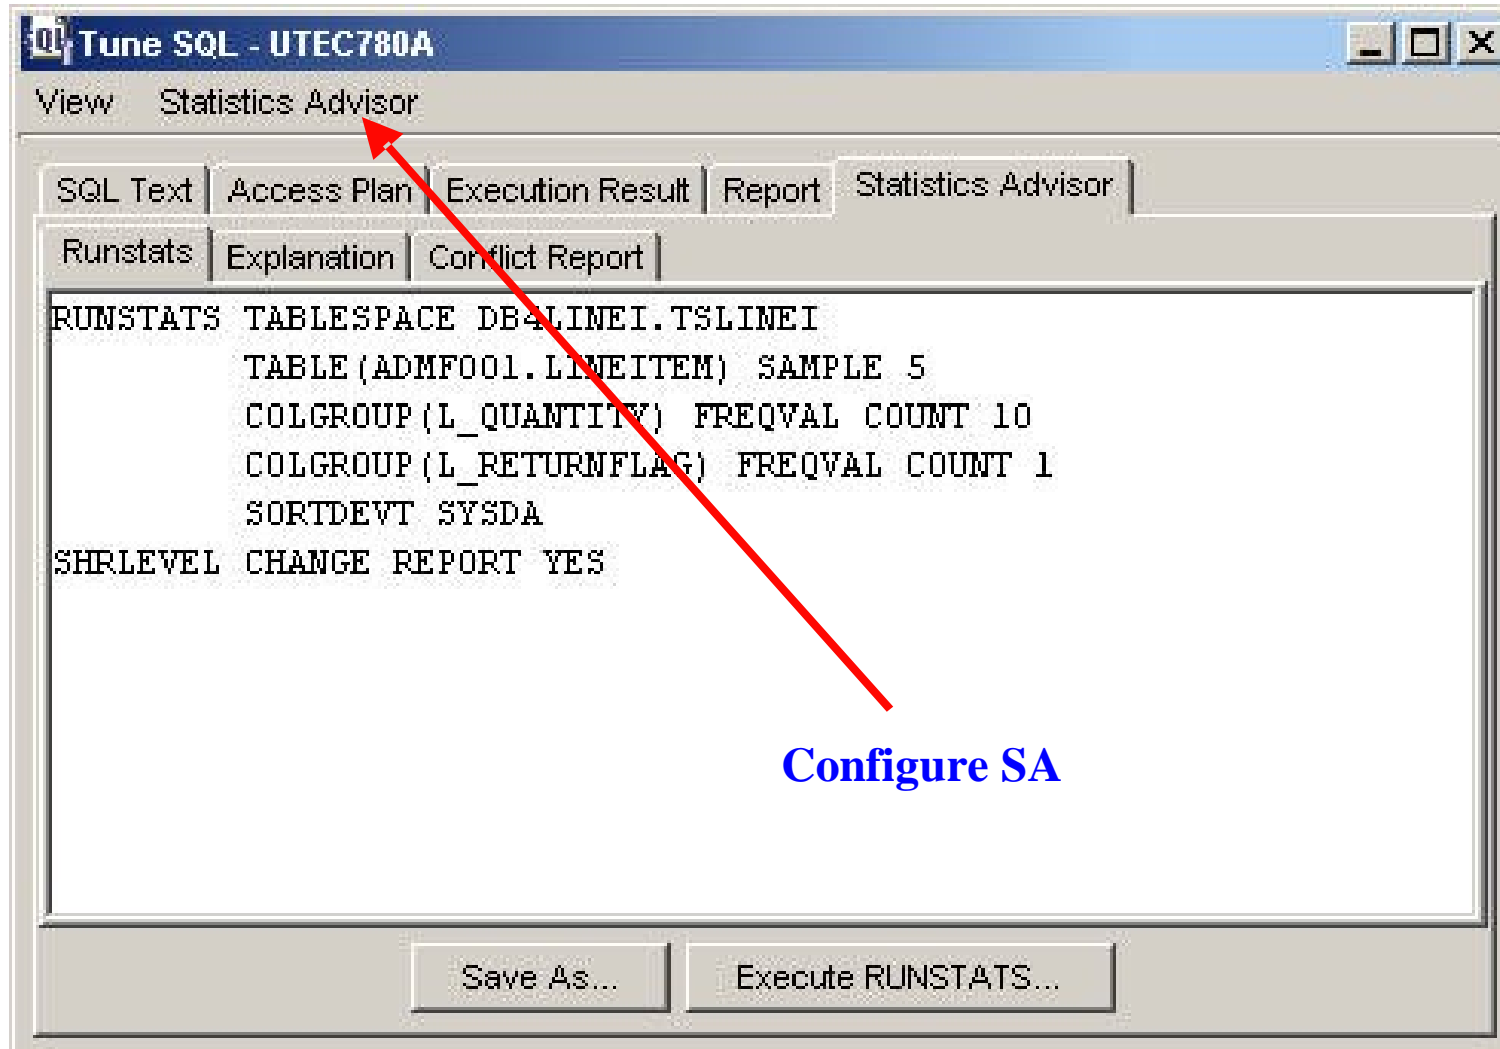 Tune SQL - UTEC780A
View Statistics Advisor
SQL Text Access Plan Execution Result Report Statistics Advisor
Runstats Explanation Conflict Report
RUNSTATS TABLESPACE DB4LINEI.TSLINEI
TABLE(ADMF001.LINEITEM) SAMPLE 5
COLGROUP(L_QUANTITY) FREQVAL COUNT 10
COLGROUP(L_RETURNFLAG) FREQVAL COUNT 1
SORTDEVT SYSDA
SHRLEVEL CHANGE REPORT YES
Configure SA
Save As... Execute RUNSTATS...